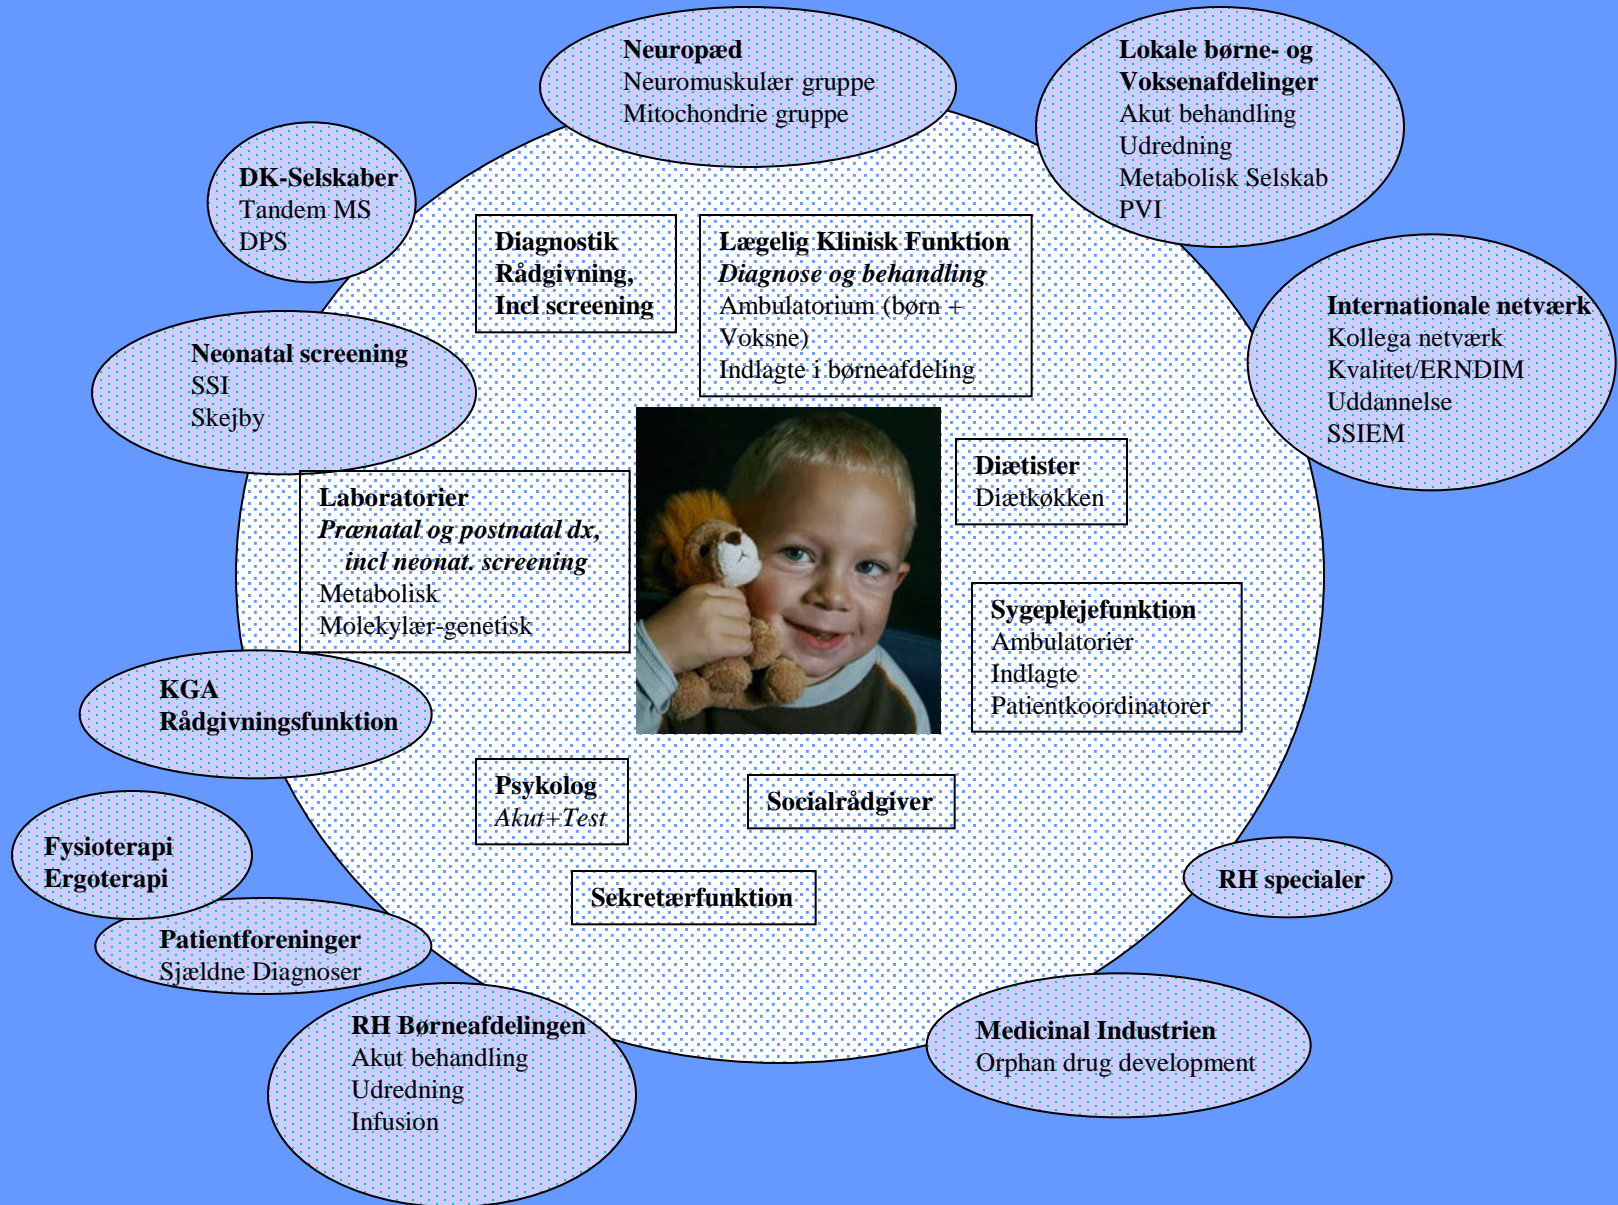 Neuropæd
Neuromuskulær gruppe
Mitochondrie gruppe
Lokale børne- og
Voksenafdelinger
Akut behandling
Udredning
Metabolisk Selskab
PVI
DK-Selskaber
Tandem MS
DPS
Diagnostik
Rådgivning,
Incl screening
Lægelig Klinisk Funktion
Diagnose og behandling
Ambulatorium (børn +
Voksne)
Indlagte i børneafdeling
Internationale netværk
Kollega netværk
Kvalitet/ERNDIM
Uddannelse
SSIEM
Neonatal screening
SSI
Skejby
Laboratorier
Prænatal og postnatal dx,
incl neonat. screening
Metabolisk
Molekylær-genetisk
Diætister
Diætkøkken
Sygeplejefunktion
Ambulatorier
Indlagte
Patientkoordinatorer
KGA
Rådgivningsfunktion
Psykolog
Akut+Test
Socialrådgiver
Fysioterapi
Ergoterapi
Sekretærfunktion
RH specialer
Patientforeninger
Sjældne Diagnoser
RH Børneafdelingen
Akut behandling
Udredning
Infusion
Medicinal Industrien
Orphan drug development